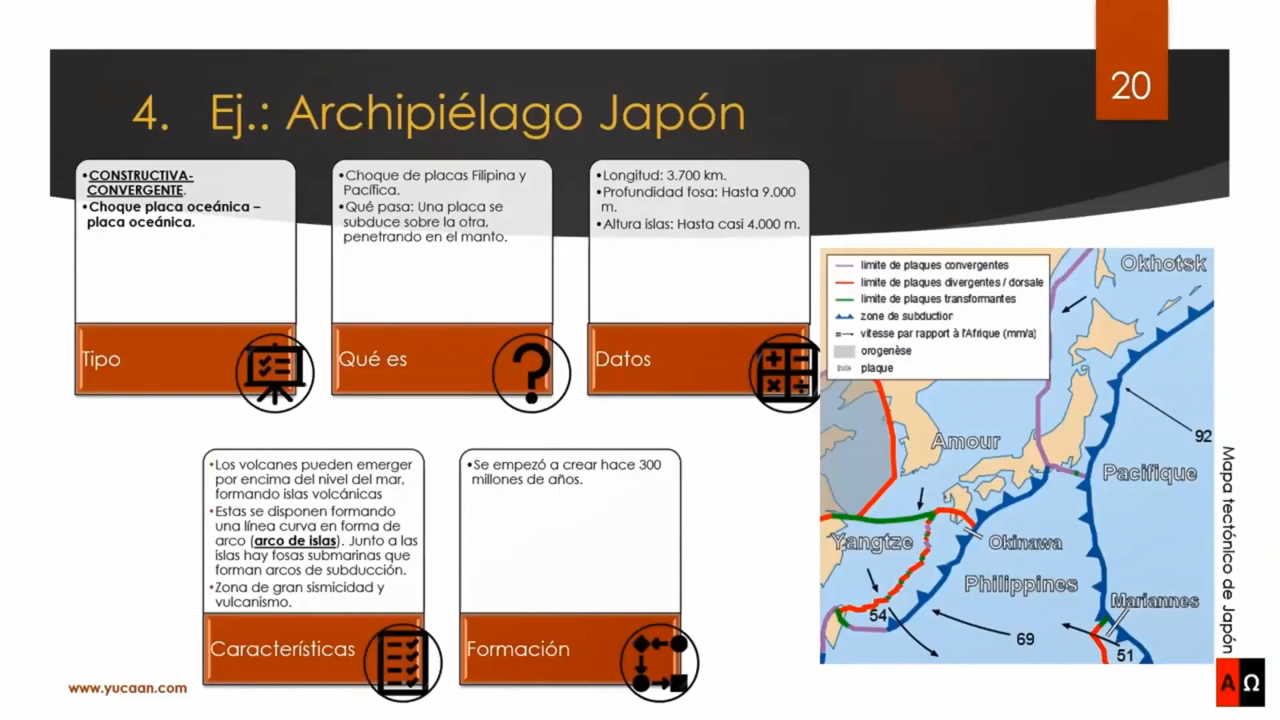 20
4. Ej.: Archipiélago Japón
•CONSTRUCTIVA-
CONVERGENTE.
•Choque placa oceánica –
placa oceánica.
Tipo
•Choque de placas Filipina y
Pacífica.
•Qué pasa: Una placa se
subduce sobre la otra,
penetrando en el manto.
Qué es
•Longitud: 3.700 km.
•Profundidad fosa: Hasta 9.000
m.
•Altura islas: Hasta casi 4.000 m.
Datos
•Los volcanes pueden emerger
por encima del nivel del mar,
formando islas volcánicas
•Estas se disponen formando
una línea curva en forma de
arco (arco de islas). Junto a las
islas hay fosas submarinas que
forman arcos de subducción.
•Zona de gran sismicidad y
vulcanismo.
Características
•Se empezó a crear hace 300
millones de años.
Formación
limite de plaques convergentes
limite de plaques divergentes / dorsale
limite de plaques transformantes
zone de subduction
vitesse par rapport à l'Afrique (mm/a)
orogenèse
plaque
Okhotsk
Amour
92
Pacifique
Yangtze
Okinawa
Philippines
Mariannes
54
69
51
Mapa tectónico de Japón
www.yucaan.com
A Ω